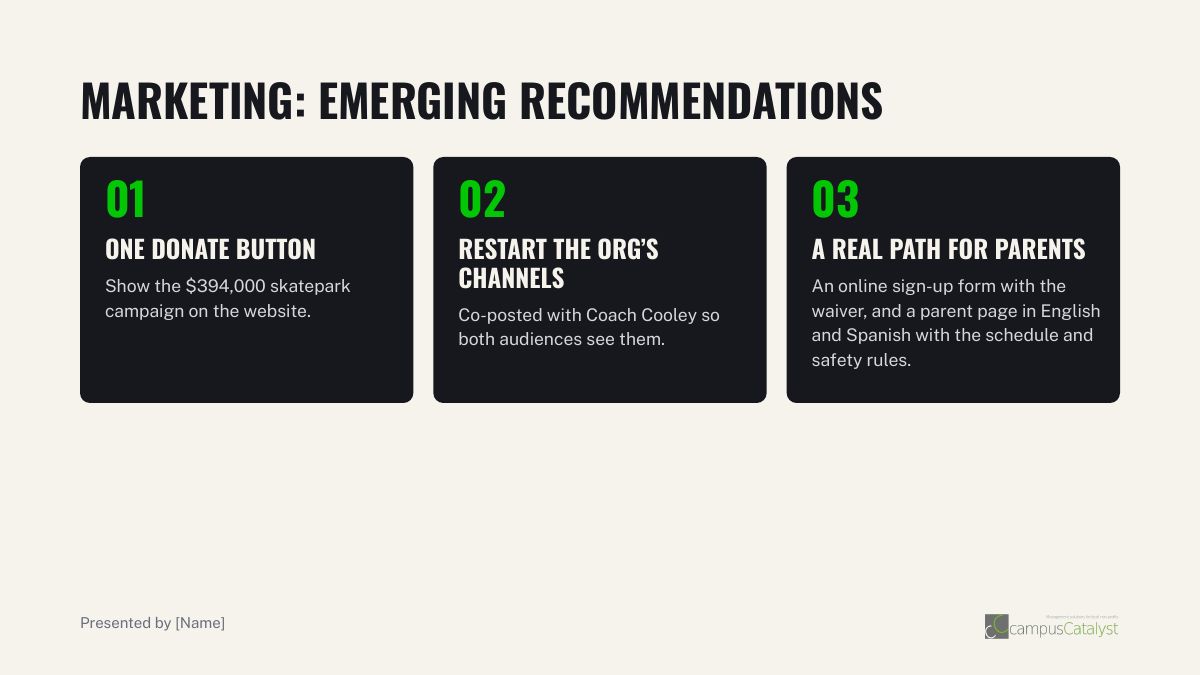 MARKETING: EMERGING RECOMMENDATIONS
01
ONE DONATE BUTTON
Show the $394,000 skatepark
campaign on the website.
02
RESTART THE ORG’S
CHANNELS
Co-posted with Coach Cooley so
both audiences see them.
03
A REAL PATH FOR PARENTS
An online sign-up form with the
waiver, and a parent page in English
and Spanish with the schedule and
safety rules.
Presented by [Name]
campusCatalyst